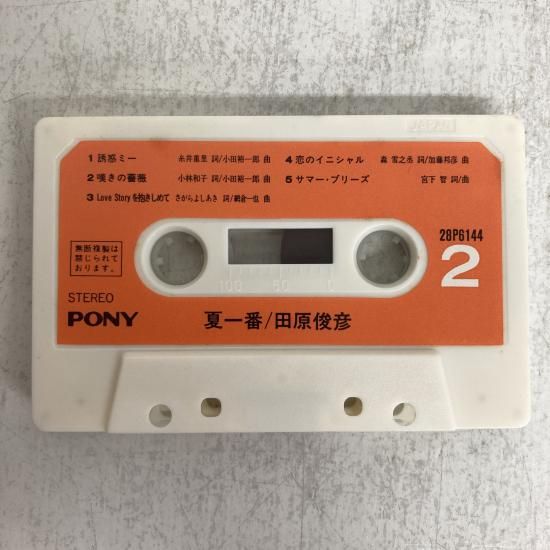 JAPAN
1 誘惑ミー 糸井重里 詞/小田裕一郎 曲
2 嘆きの薔薇 小林和子 詞/小田裕一郎 曲
3 Love Storyを抱きしめて さがらよしあき 詞/網倉一也 曲
4 恋のイニシャル 森 雪之丞 詞/加藤邦彦 曲
5 サマー・ブリーズ 宮下 智 詞/曲
28P6144
2
無断複製は
禁じられて
おります。
100 50 0
STEREO
PONY
夏一番/田原俊彦